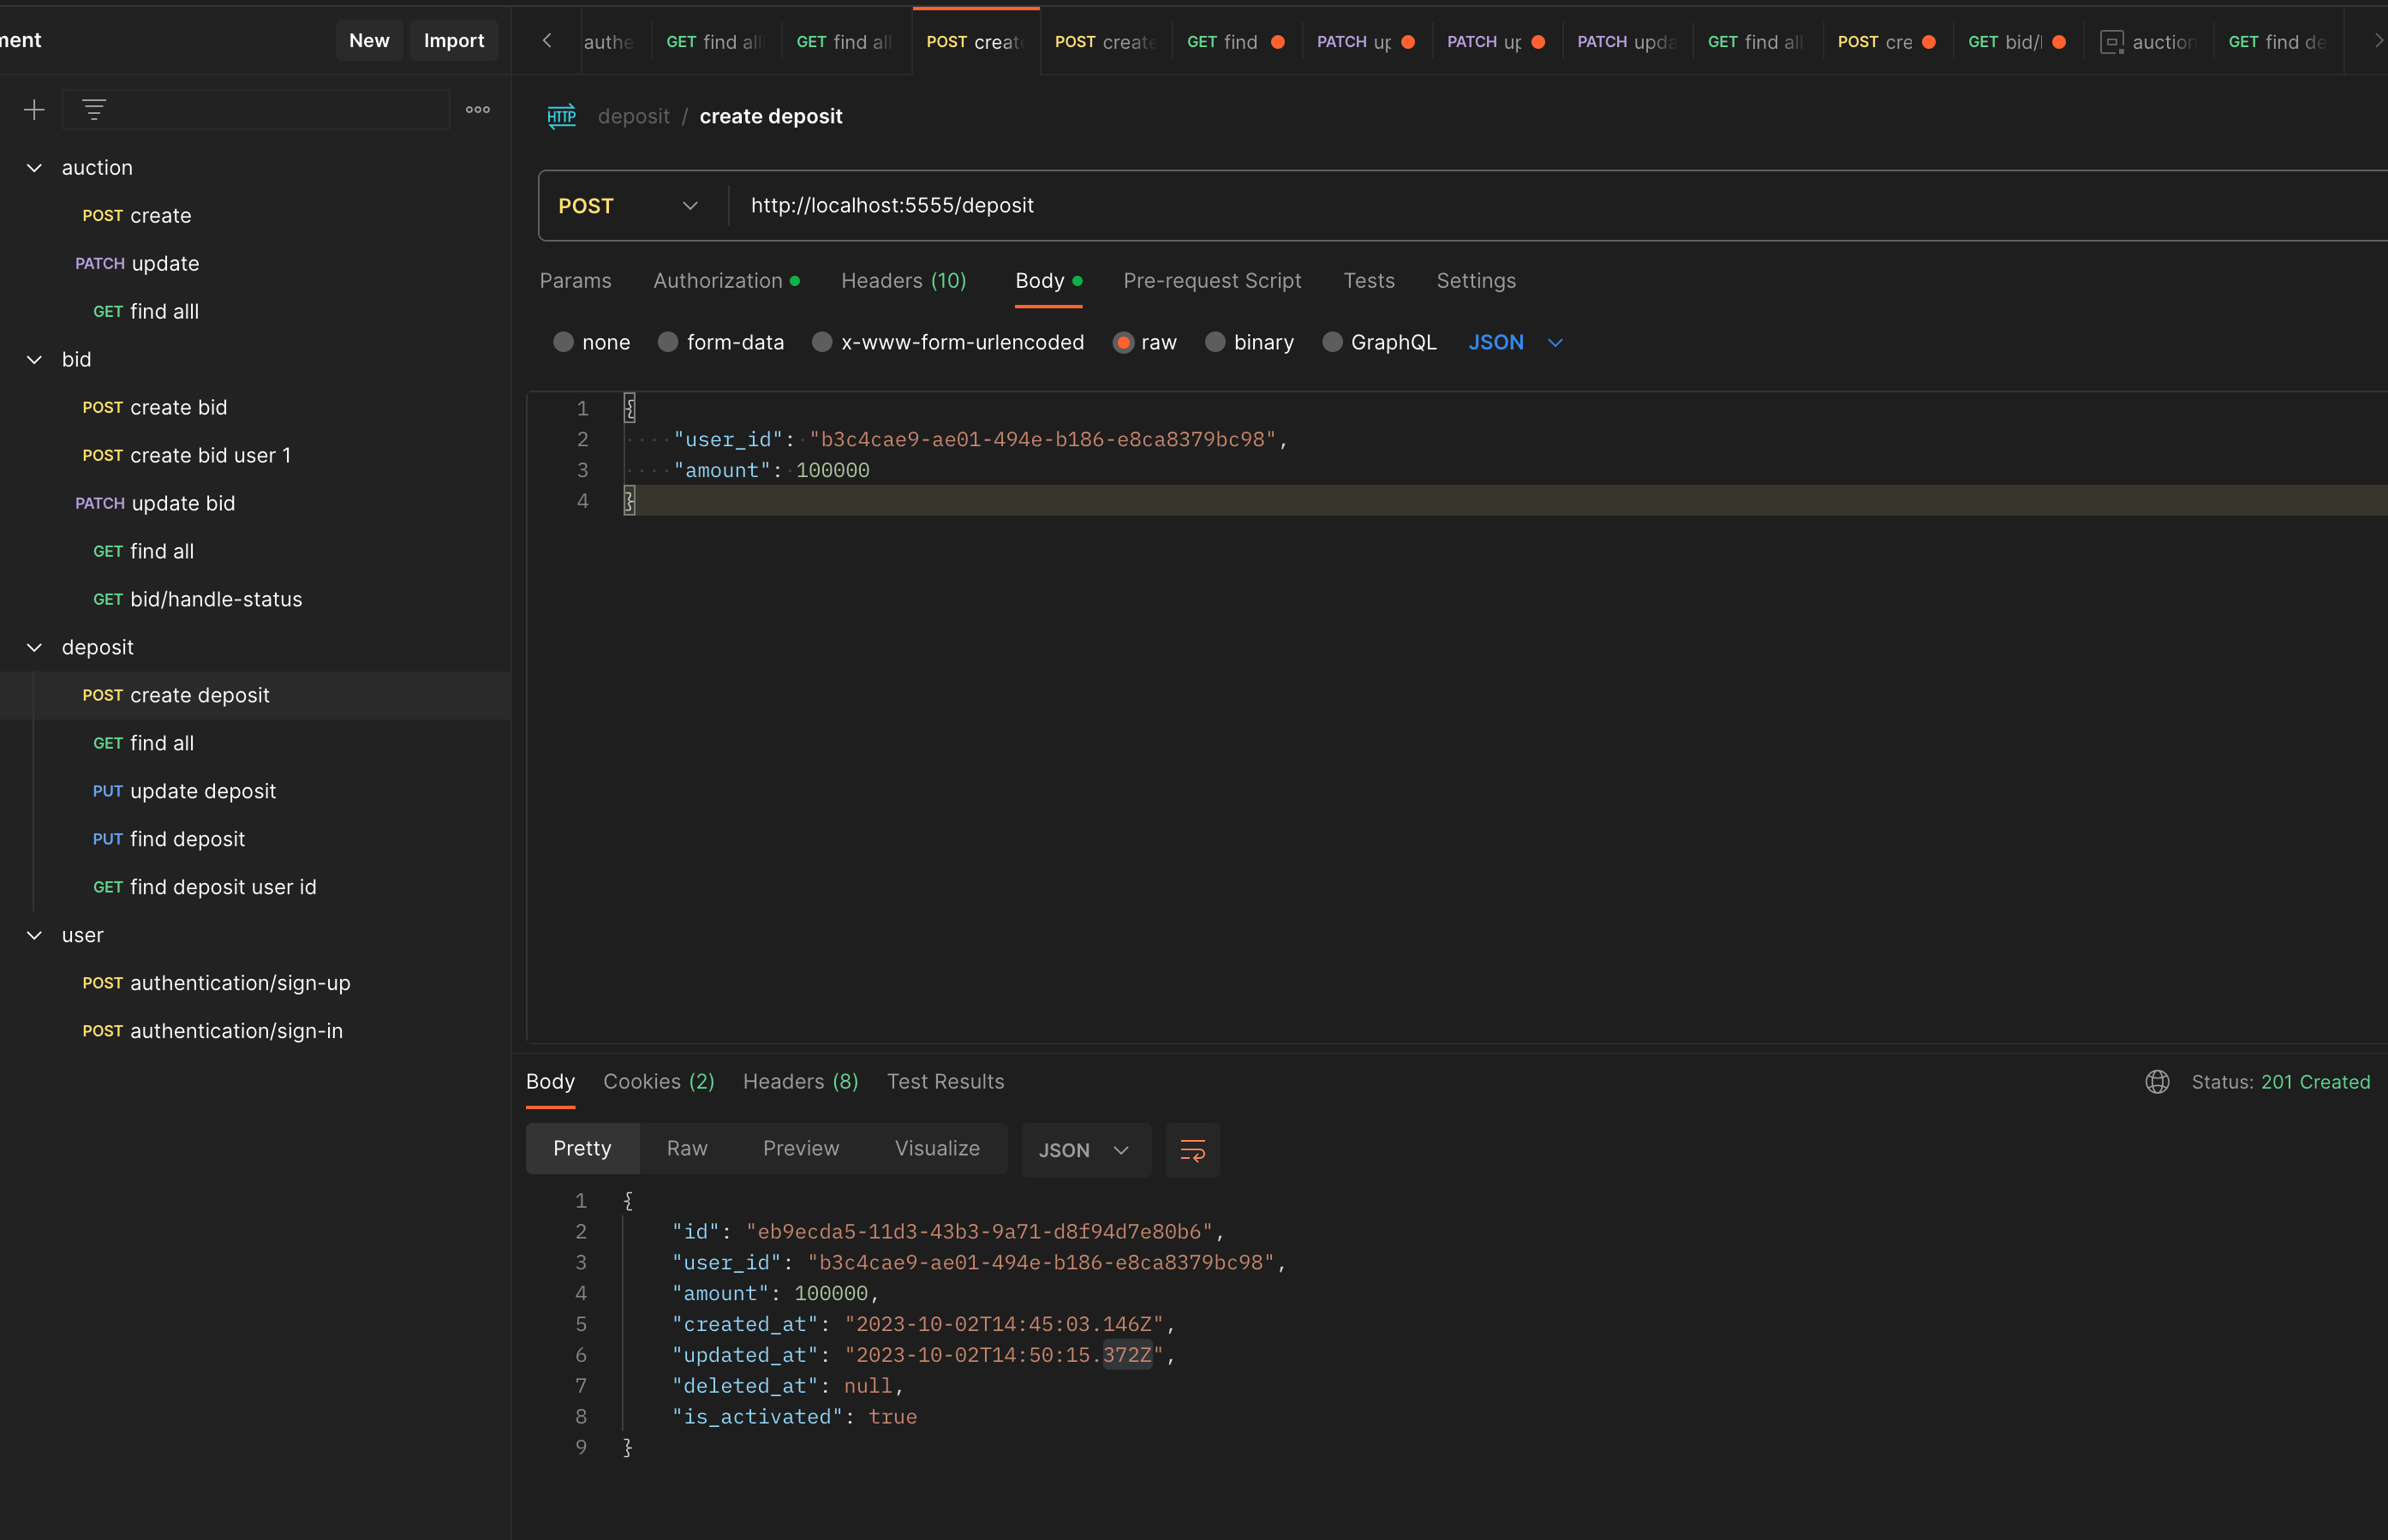 ment
New
Import
auction
POST create
PATCH update
GET find alll
bid
POST create bid
POST create bid user 1
PATCH update bid
GET find all
GET bid/handle-status
deposit
POST create deposit
GET find all
PUT update deposit
PUT find deposit
GET find deposit user id
user
POST authentication/sign-up
POST authentication/sign-in
authe
GET find all
GET find all
POST create
POST create
GET find
PATCH up
PATCH up
PATCH upda
GET find all
POST cre
GET bid/
auction
GET find de
HTTP deposit / create deposit
POST http://localhost:5555/deposit
Params Authorization Headers (10) Body Pre-request Script Tests Settings
none form-data x-www-form-urlencoded raw binary GraphQL JSON
1 {
2 "user_id": "b3c4cae9-ae01-494e-b186-e8ca8379bc98",
3 "amount": 100000
4 }
Body Cookies (2) Headers (8) Test Results Status: 201 Created
Pretty Raw Preview Visualize JSON
1 {
2 "id": "eb9ecda5-11d3-43b3-9a71-d8f94d7e80b6",
3 "user_id": "b3c4cae9-ae01-494e-b186-e8ca8379bc98",
4 "amount": 100000,
5 "created_at": "2023-10-02T14:45:03.146Z",
6 "updated_at": "2023-10-02T14:50:15.372Z",
7 "deleted_at": null,
8 "is_activated": true
9 }